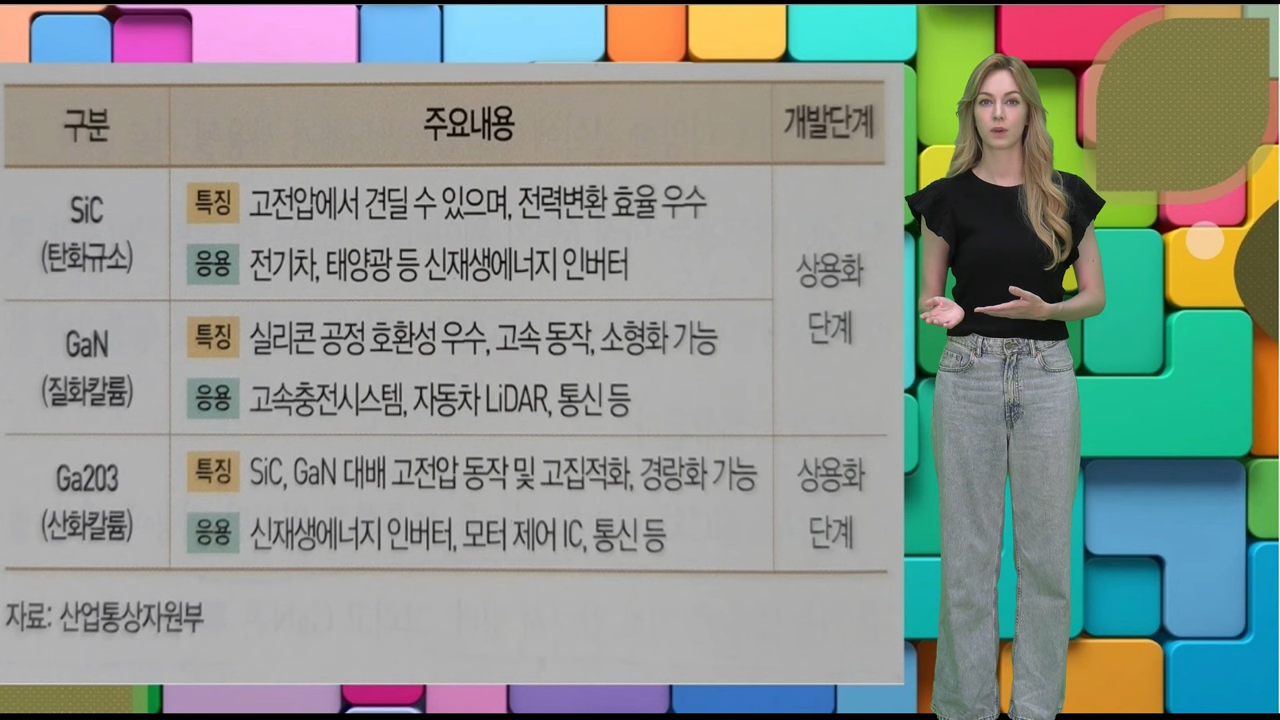 구분 주요내용 개발단계
SiC
(탄화규소)
특징 고전압에서 견딜 수 있으며, 전력변환 효율 우수
응용 전기차, 태양광 등 신재생에너지 인버터
상용화
단계
GaN
(질화칼륨)
특징 실리콘 공정 호환성 우수, 고속 동작, 소형화 가능
응용 고속충전시스템, 자동차 LiDAR, 통신 등
Ga203
(산화칼륨)
특징 SiC, GaN 대배 고전압 동작 및 고집적화, 경랑화 가능
응용 신재생에너지 인버터, 모터 제어 IC, 통신 등
상용화
단계
자료: 산업통상자원부